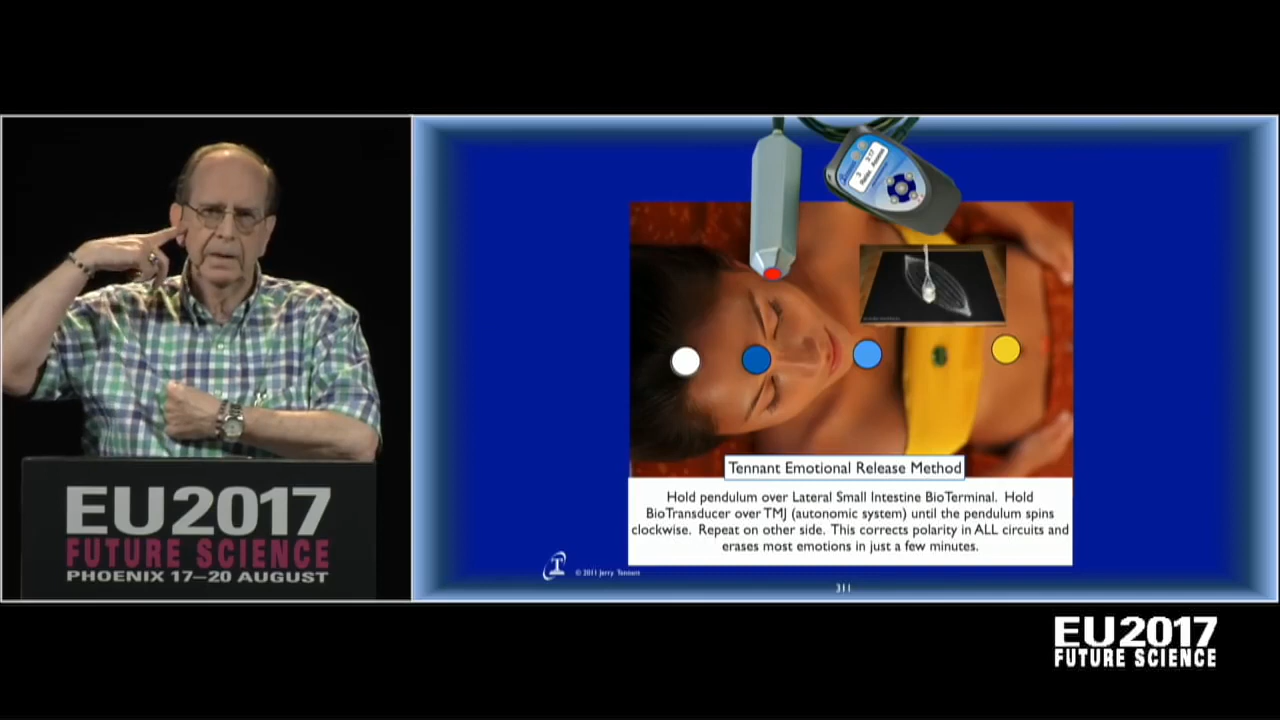 EU2017
FUTURE SCIENCE
PHOENIX 17–20 AUGUST
Tennant Emotional Release Method
Hold pendulum over Lateral Small Intestine BioTerminal. Hold
BioTransducer over TMJ (autonomic system) until the pendulum spins
clockwise. Repeat on other side. This corrects polarity in ALL circuits and
erases most emotions in just a few minutes.
T
© 2011 Jerry Tennant
311
EU2017
FUTURE SCIENCE